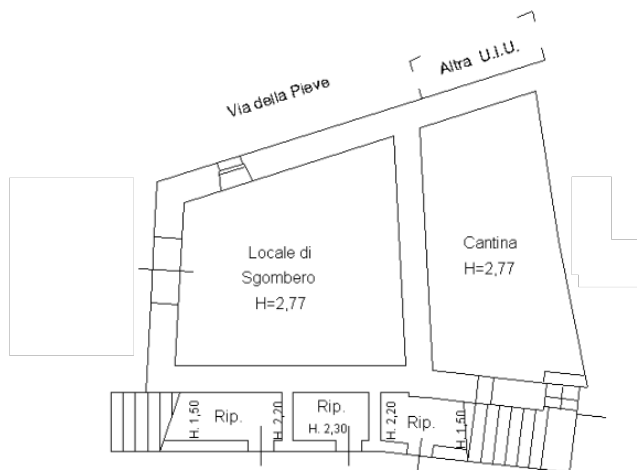 Altra U.I.U.
Via della Pieve
Locale di
Sgombero
H=2,77
Cantina
H=2,77
H. 1,50
Rip.
H. 2,20
Rip.
H. 2,30
H. 2,20
Rip.
H. 1,50